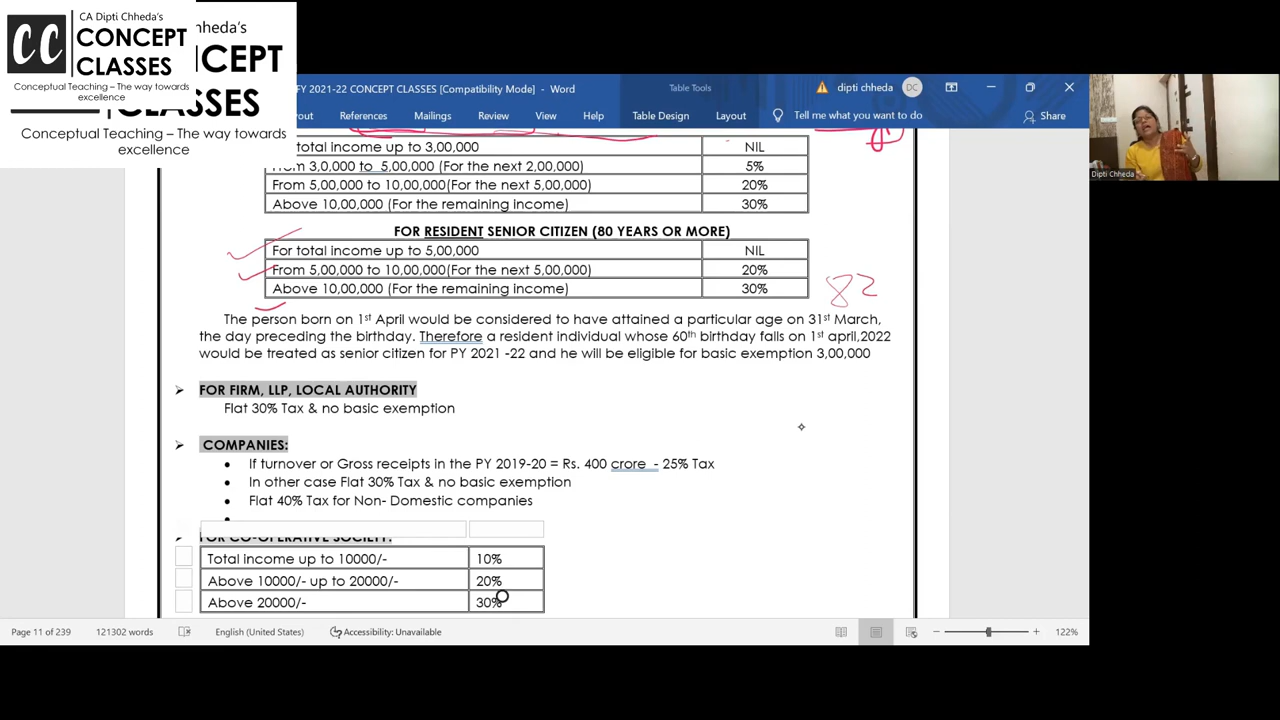 CA Dipti Chheda's
CONCEPT
CLASSES
Conceptual Teaching – The way towards
excellence
hheda's
NCEPT
CLASSES
Conceptual Teaching – The way towards
excellence
FY 2021-22 CONCEPT CLASSES [Compatibility Mode] - Word
Table Tools
dipti chheda
DC
References
Mailings
Review
View
Help
Table Design
Layout
Tell me what you want to do
Share
total income up to 3,00,000 NIL
From 3,0,000 to 5,00,000 (For the next 2,00,000) 5%
From 5,00,000 to 10,00,000(For the next 5,00,000) 20%
Above 10,00,000 (For the remaining income) 30%
FOR RESIDENT SENIOR CITIZEN (80 YEARS OR MORE)
For total income up to 5,00,000 NIL
From 5,00,000 to 10,00,000(For the next 5,00,000) 20%
Above 10,00,000 (For the remaining income) 30%
82
The person born on 1st April would be considered to have attained a particular age on 31st March,
the day preceding the birthday. Therefore a resident individual whose 60th birthday falls on 1st april,2022
would be treated as senior citizen for PY 2021 -22 and he will be eligible for basic exemption 3,00,000
FOR FIRM, LLP, LOCAL AUTHORITY
Flat 30% Tax & no basic exemption
COMPANIES:
• If turnover or Gross receipts in the PY 2019-20 = Rs. 400 crore - 25% Tax
• In other case Flat 30% Tax & no basic exemption
• Flat 40% Tax for Non- Domestic companies
FOR CO-OPERATIVE SOCIETY:
Total income up to 10000/- 10%
Above 10000/- up to 20000/- 20%
Above 20000/- 30%
Page 11 of 239
121302 words
English (United States)
Accessibility: Unavailable
122%
Dipti Chheda